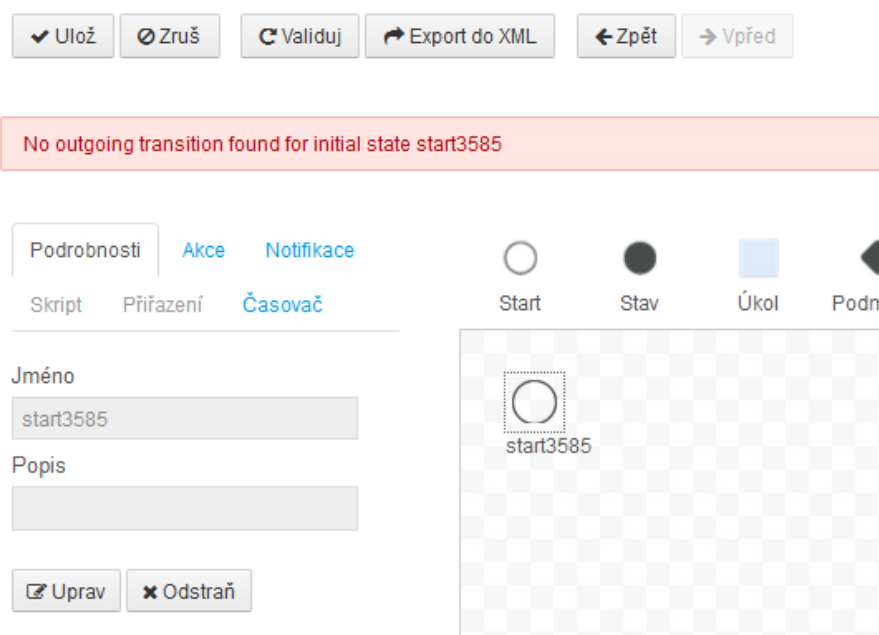 Ulož Zruš Validuj Export do XML Zpět Vpřed
No outgoing transition found for initial state start3585
Podrobnosti Akce Notifikace
Skript Přiřazení Časovač
Start Stav Úkol
Jméno
start3585
Popis
Uprav Odstraň
start3585